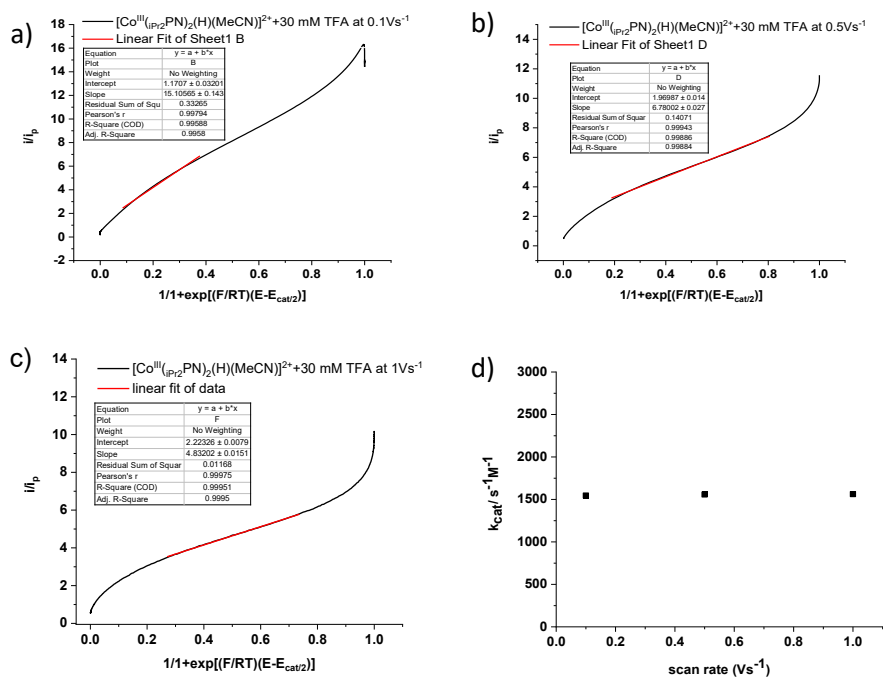 a)
[Coᴵᴵᴵ(ᵢPr2PN)₂(H)(MeCN)]²⁺+30 mM TFA at 0.1Vs⁻¹
Linear Fit of Sheet1 B
Equation y = a + b*x
Plot B
Weight No Weighting
Intercept 1.1707 ± 0.03201
Slope 15.10565 ± 0.143
Residual Sum of Squ 0.33265
Pearson's r 0.99794
R-Square (COD) 0.99588
Adj. R-Square 0.9958
18
16
14
12
10
8
6
4
2
0
-2
i/iₚ
0.0 0.2 0.4 0.6 0.8 1.0
1/1+exp[(F/RT)(E-E_cat/2)]
b)
[Coᴵᴵᴵ(ᵢPr2PN)₂(H)(MeCN)]²⁺+30 mM TFA at 0.5Vs⁻¹
Linear Fit of Sheet1 D
Equation y = a + b*x
Plot D
Weight No Weighting
Intercept 1.96987 ± 0.014
Slope 6.78002 ± 0.027
Residual Sum of Squar 0.14071
Pearson's r 0.99943
R-Square (COD) 0.99886
Adj. R-Square 0.99884
14
12
10
8
6
4
2
0
i/iₚ
0.0 0.2 0.4 0.6 0.8 1.0
1/1+exp[(F/RT)(E-E_cat/2)]
c)
[Coᴵᴵᴵ(ᵢPr2PN)₂(H)(MeCN)]²⁺+30 mM TFA at 1Vs⁻¹
linear fit of data
Equation y = a + b*x
Plot F
Weight No Weighting
Intercept 2.22326 ± 0.0079
Slope 4.83202 ± 0.0151
Residual Sum of Squar 0.01168
Pearson's r 0.99975
R-Square (COD) 0.99951
Adj. R-Square 0.9995
14
12
10
8
6
4
2
0
i/iₚ
0.0 0.2 0.4 0.6 0.8 1.0
1/1+exp[(F/RT)(E-E_cat/2)]
d)
3000
2500
2000
1500
1000
500
0
k_cat/ s⁻¹M⁻¹
0.0 0.2 0.4 0.6 0.8 1.0
scan rate (Vs⁻¹)